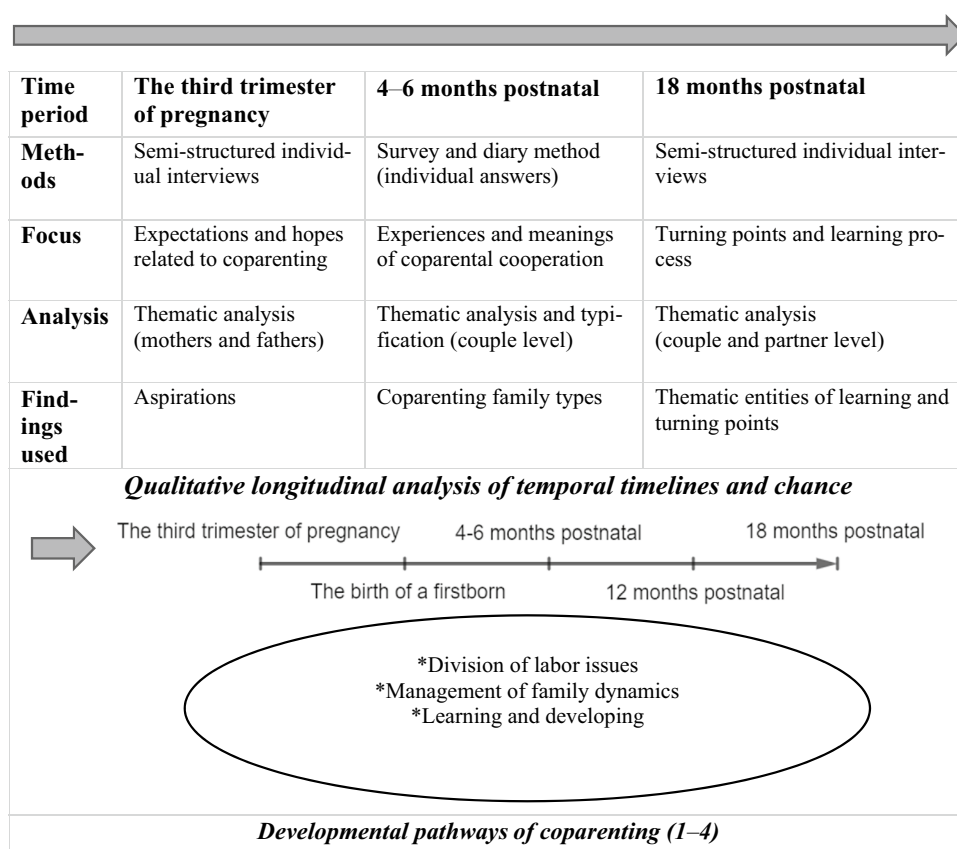 Time period
The third trimester of pregnancy
4–6 months postnatal
18 months postnatal
Meth-
ods
Semi-structured individ-
ual interviews
Survey and diary method
(individual answers)
Semi-structured individual inter-
views
Focus
Expectations and hopes
related to coparenting
Experiences and meanings
of coparental cooperation
Turning points and learning pro-
cess
Analysis
Thematic analysis
(mothers and fathers)
Thematic analysis and typi-
fication (couple level)
Thematic analysis
(couple and partner level)
Find-
ings
used
Aspirations
Coparenting family types
Thematic entities of learning and
turning points
Qualitative longitudinal analysis of temporal timelines and chance
The third trimester of pregnancy
4-6 months postnatal
18 months postnatal
The birth of a firstborn
12 months postnatal
*Division of labor issues
*Management of family dynamics
*Learning and developing
Developmental pathways of coparenting (1–4)